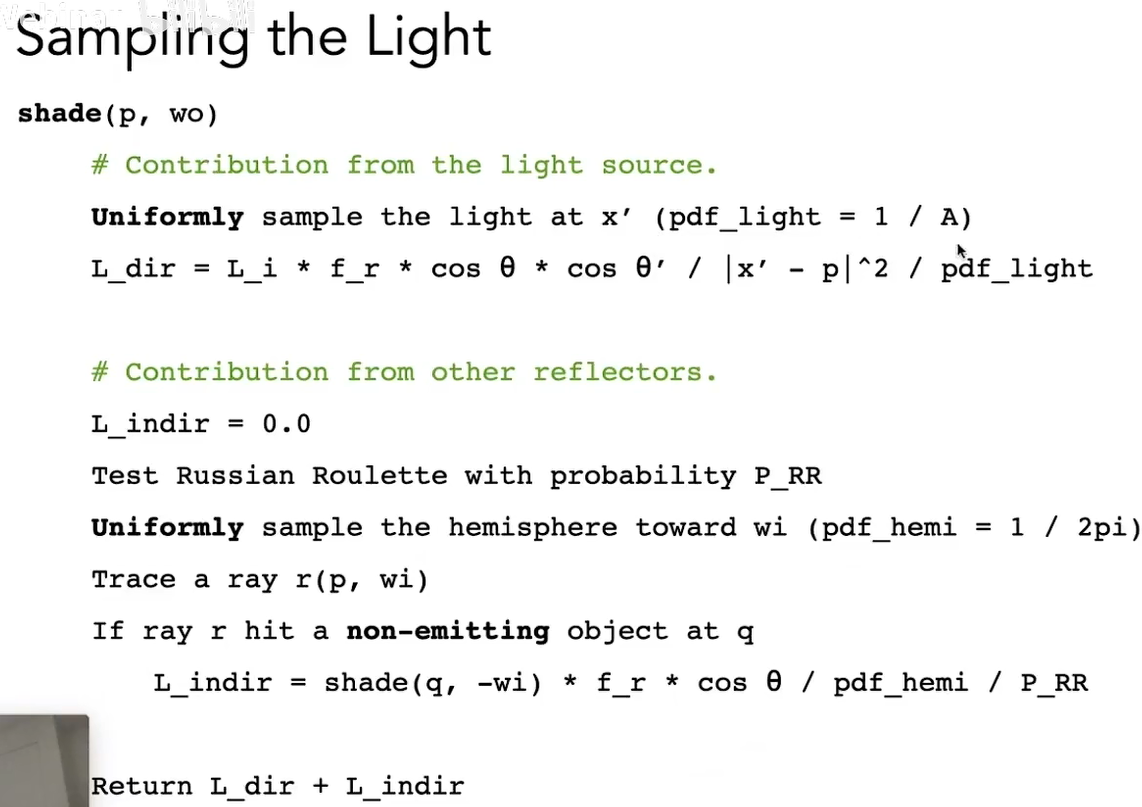 Sampling the Light
shade(p, wo)
# Contribution from the light source.
Uniformly sample the light at x′ (pdf_light = 1 / A)
L_dir = L_i * f_r * cos θ * cos θ′ / |x′ - p|^2 / pdf_light
# Contribution from other reflectors.
L_indir = 0.0
Test Russian Roulette with probability P_RR
Uniformly sample the hemisphere toward wi (pdf_hemi = 1 / 2pi)
Trace a ray r(p, wi)
If ray r hit a non-emitting object at q
L_indir = shade(q, -wi) * f_r * cos θ / pdf_hemi / P_RR
Return L_dir + L_indir